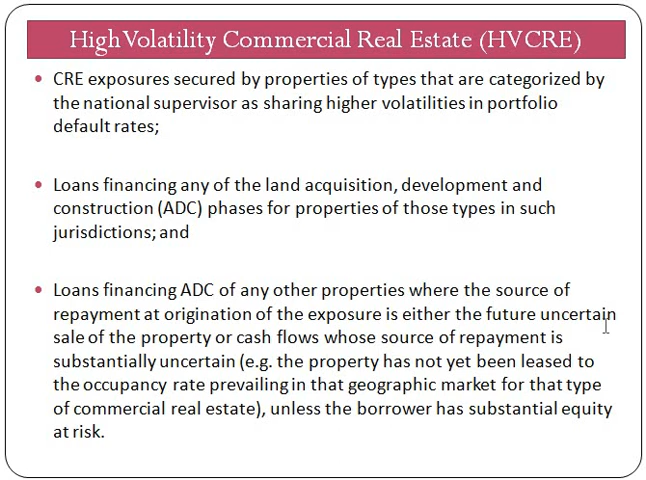 High Volatility Commercial Real Estate (HVCRE)
• CRE exposures secured by properties of types that are categorized by
the national supervisor as sharing higher volatilities in portfolio
default rates;
• Loans financing any of the land acquisition, development and
construction (ADC) phases for properties of those types in such
jurisdictions; and
• Loans financing ADC of any other properties where the source of
repayment at origination of the exposure is either the future uncertain
sale of the property or cash flows whose source of repayment is
substantially uncertain (e.g. the property has not yet been leased to
the occupancy rate prevailing in that geographic market for that type
of commercial real estate), unless the borrower has substantial equity
at risk.